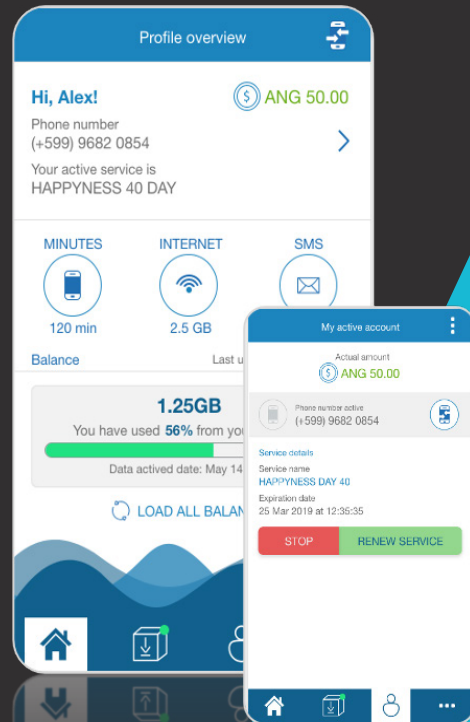 Profile overview
Hi, Alex!
ANG 50.00
Phone number
(+599) 9682 0854
Your active service is
HAPPYNESS 40 DAY
MINUTES INTERNET SMS
120 min 2.5 GB
Balance Last u
1.25GB
You have used 56% from yo
Data actived date: May 14
LOAD ALL BALAN
My active account
Actual amount
ANG 50.00
Phone number active
(+599) 9682 0854
Service details
Service name
HAPPYNESS DAY 40
Expiration date
25 Mar 2019 at 12:35:35
STOP RENEW SERVICE